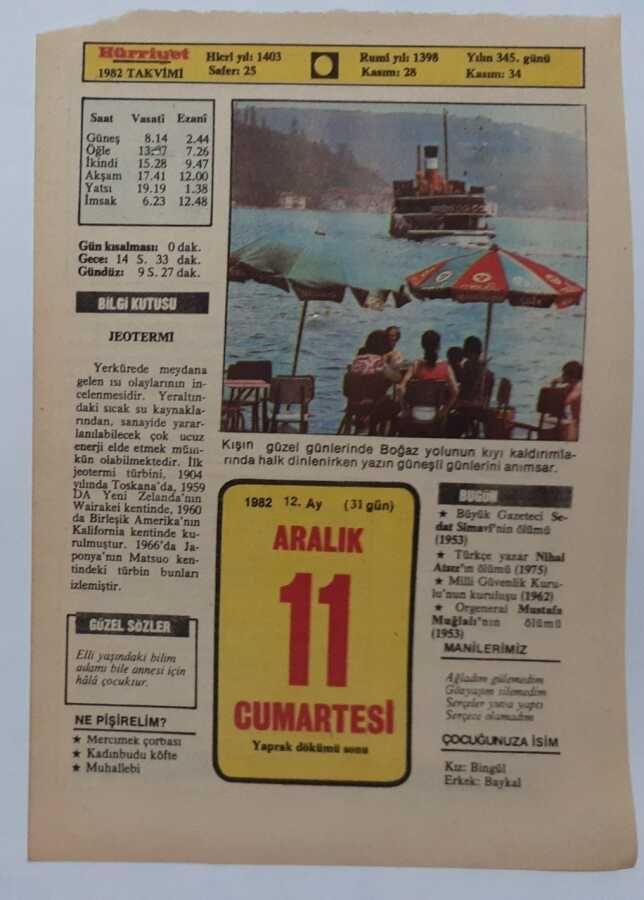 Hürriyet
1982 TAKVİMİ
Hicri yıl: 1403
Safer: 25
Rumi yıl: 1398
Kasım: 28
Yılın 345. günü
Kasım: 34
Saat Vasatî Ezanî
Güneş 8.14 2.44
Öğle 7.26
İkindi 15.28 9.47
Akşam 17.41 12.00
Yatsı 19.19 1.38
İmsak 6.23 12.48
Gün kısalması: 0 dak.
Gece: 14 S. 33 dak.
Gündüz: 9 S. 27 dak.
BİLGİ KUTUSU
JEOTERMİ
Yerkürede meydana
gelen ısı olaylarının in-
celenmesidir. Yeraltın-
daki sıcak su kaynakla-
rından, sanayide yarar-
lanılabilecek çok ucuz
enerji elde etmek müm-
kün olabilmektedir. İlk
jeotermi türbini, 1904
yılında Toskana'da, 1959
DA Yeni Zelanda'nın
Wairakei kentinde, 1960
da Birleşik Amerika'nın
Kalifornia kentinde ku-
rulmuştur. 1966'da Ja-
ponya'nın Matsuo ken-
tindeki türbin bunları
izlemiştir.
GÜZEL SÖZLER
Elli yaşındaki bilim
adamı bile annesi için
hâlâ çocuktur.
NE PİŞİRELİM?
★ Mercimek çorbası
★ Kadınbudu köfte
★ Muhallebi
Kışın güzel günlerinde Boğaz yolunun kıyı kaldırımla-
rında halk dinlenirken yazın güneşli günlerini anımsar.
1982 12. Ay (31 gün)
ARALIK
11
CUMARTESİ
Yaprak dökümü sonu
BUGÜN
★ Büyük Gazeteci Se-
dat Simavi'nin ölümü
(1953)
★ Türkçe yazar Nihal
Atsız'ın ölümü (1975)
★ Milli Güvenlik Kuru-
lu'nun kuruluşu (1962)
★ Orgeneral Mustafa
Muğlalı'nın ölümü
(1953)
MANİLERİMİZ
Ağladım gülemedim
Gözyaşım silemedim
Serçeler yuva yaptı
Serçece olamadım
ÇOCUĞUNUZA İSİM
Kız: Bingül
Erkek: Baykal